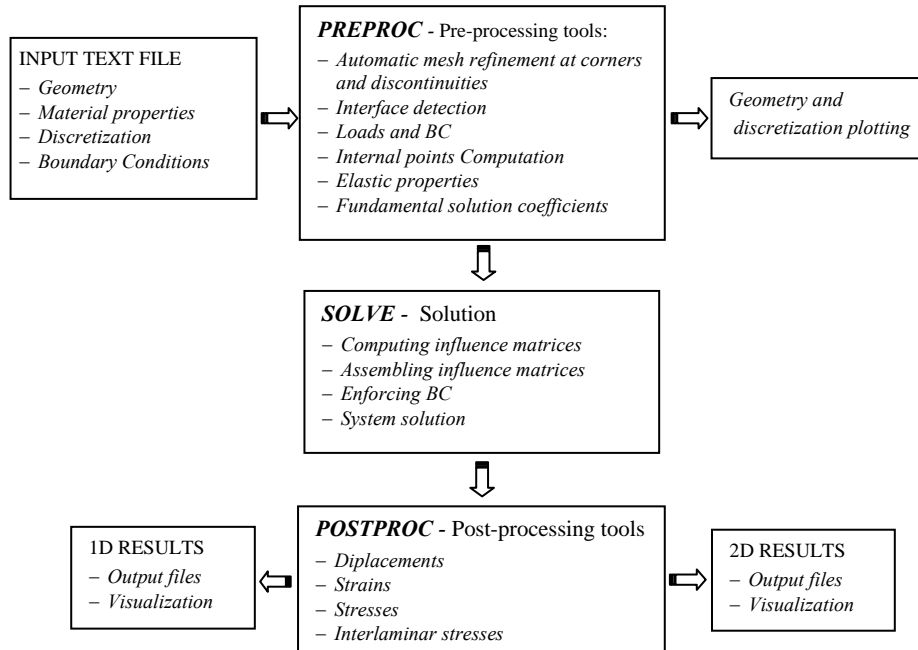 INPUT TEXT FILE
– Geometry
– Material properties
– Discretization
– Boundary Conditions
PREPROC - Pre-processing tools:
– Automatic mesh refinement at corners
and discontinuities
– Interface detection
– Loads and BC
– Internal points Computation
– Elastic properties
– Fundamental solution coefficients
Geometry and
discretization plotting
SOLVE - Solution
– Computing influence matrices
– Assembling influence matrices
– Enforcing BC
– System solution
1D RESULTS
– Output files
– Visualization
POSTPROC - Post-processing tools
– Diplacements
– Strains
– Stresses
– Interlaminar stresses
2D RESULTS
– Output files
– Visualization